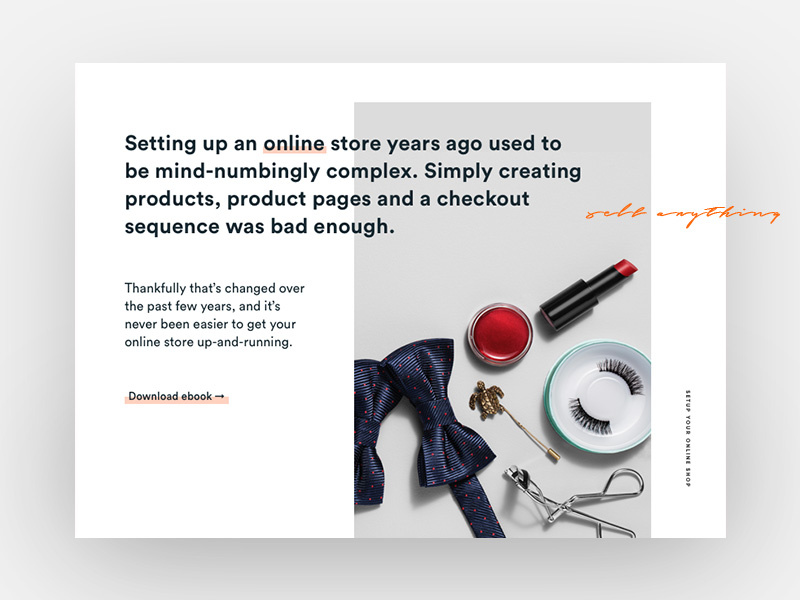 Setting up an online store years ago used to
be mind-numbingly complex. Simply creating
products, product pages and a checkout
sequence was bad enough.
sell anything
Thankfully that’s changed over
the past few years, and it’s
never been easier to get your
online store up-and-running.
Download ebook →
SETUP YOUR ONLINE SHOP